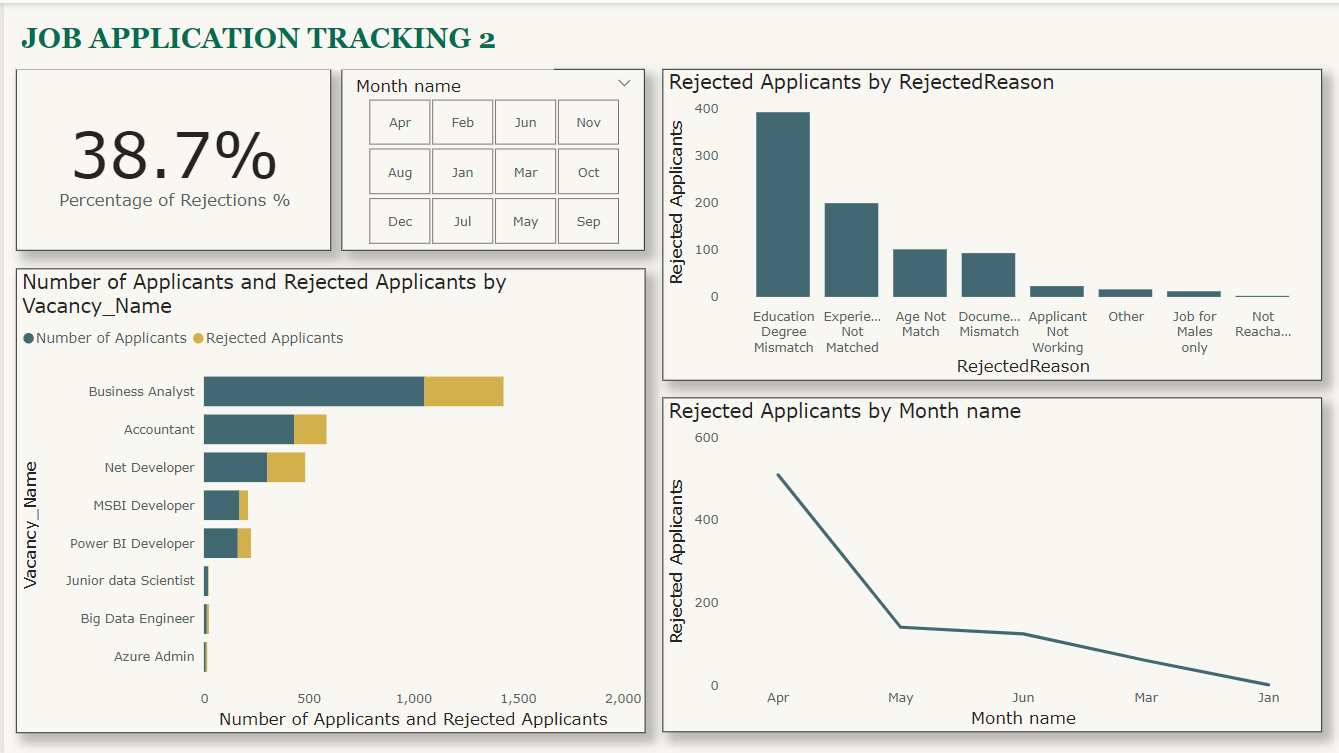 JOB APPLICATION TRACKING 2
38.7%
Percentage of Rejections %
Month name
Apr Feb Jun Nov
Aug Jan Mar Oct
Dec Jul May Sep
Number of Applicants and Rejected Applicants by
Vacancy_Name
Number of Applicants Rejected Applicants
Vacancy_Name
Business Analyst
Accountant
Net Developer
MSBI Developer
Power BI Developer
Junior data Scientist
Big Data Engineer
Azure Admin
0 500 1,000 1,500 2,000
Number of Applicants and Rejected Applicants
Rejected Applicants by RejectedReason
Rejected Applicants
400
300
200
100
0
Education
Degree
Mismatch
Experie...
Not
Matched
Age Not
Match
Docume...
Mismatch
Applicant
Not
Working
Other
Job for
Males
only
Not
Reacha...
RejectedReason
Rejected Applicants by Month name
Rejected Applicants
600
400
200
0
Apr May Jun Mar Jan
Month name